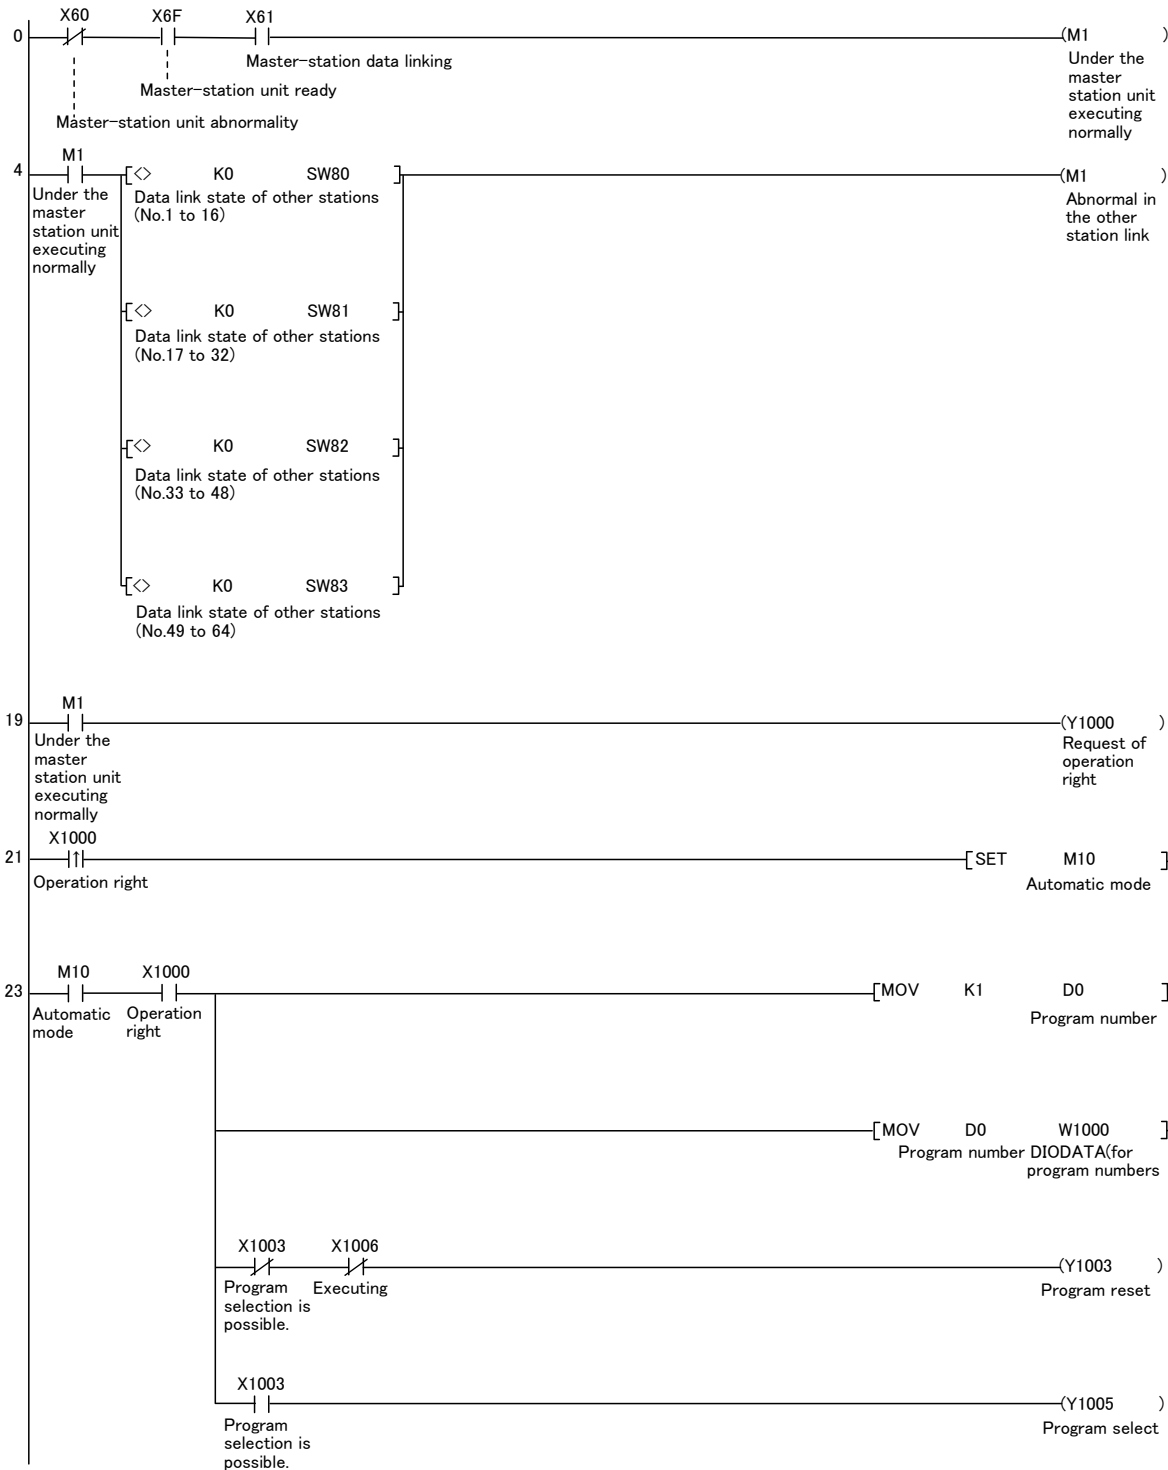 X60 X6F X61
0 (M1 )
Master-station data linking
Under the
master
station unit
executing
normally
Master-station unit ready
Master-station unit abnormality
M1
4 [<> K0 SW80 ] (M1 )
Under the
master
station unit
executing
normally
Data link state of other stations
(No.1 to 16)
Abnormal in
the other
station link
[<> K0 SW81 ]
Data link state of other stations
(No.17 to 32)
[<> K0 SW82 ]
Data link state of other stations
(No.33 to 48)
[<> K0 SW83 ]
Data link state of other stations
(No.49 to 64)
M1
19 (Y1000 )
Under the
master
station unit
executing
normally
Request of
operation
right
X1000
21 ↑ [SET M10 ]
Operation right Automatic mode
M10 X1000
23 [MOV K1 D0 ]
Automatic
mode
Operation
right
Program number
[MOV D0 W1000 ]
Program number DIODATA(for
program numbers
X1003 X1006
(Y1003 )
Program
selection is
possible.
Executing
Program reset
X1003
(Y1005 )
Program
selection is
possible.
Program select